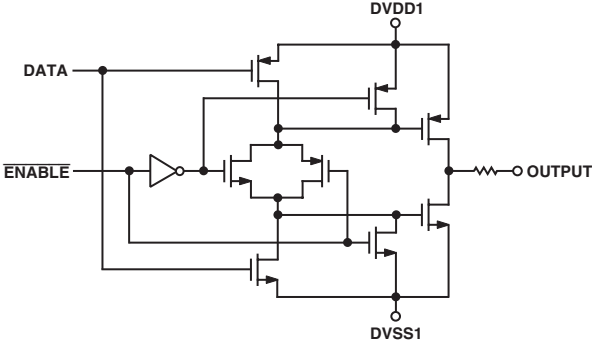 DVDD1
DATA
ENABLE
OUTPUT
DVSS1